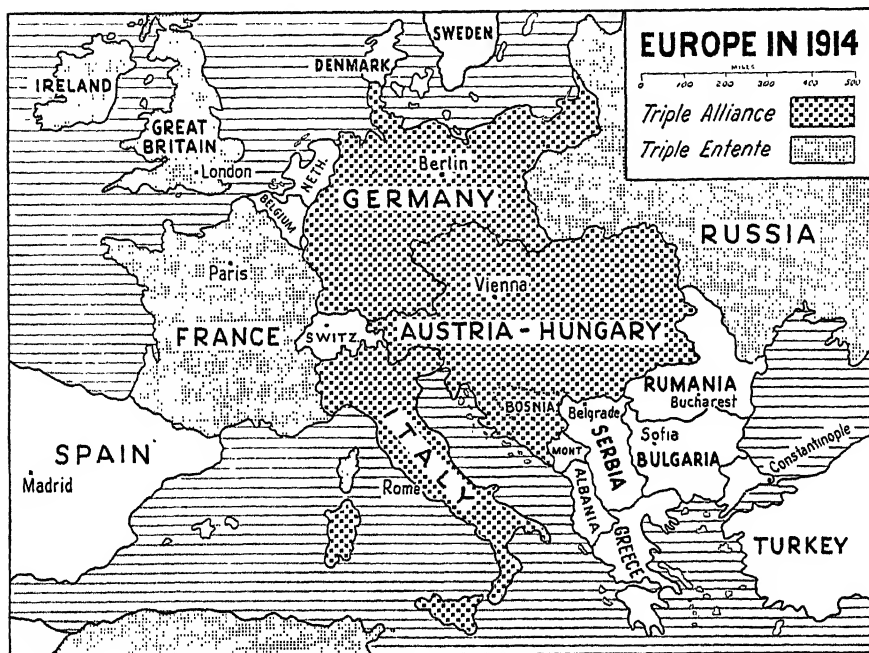 EUROPE IN 1914
MILES
0 100 200 300 400 500
Triple Alliance
Triple Entente
SWEDEN
DENMARK
IRELAND
GREAT
BRITAIN
London
NETH.
BELGIUM
Berlin
GERMANY
RUSSIA
Paris
FRANCE
SWITZ.
Vienna
AUSTRIA-HUNGARY
RUMANIA
Bucharest
BOSNIA
Belgrade
SERBIA
MONT
Sofia
BULGARIA
Constantinople
ITALY
Rome
ALBANIA
GREECE
SPAIN
Madrid
TURKEY